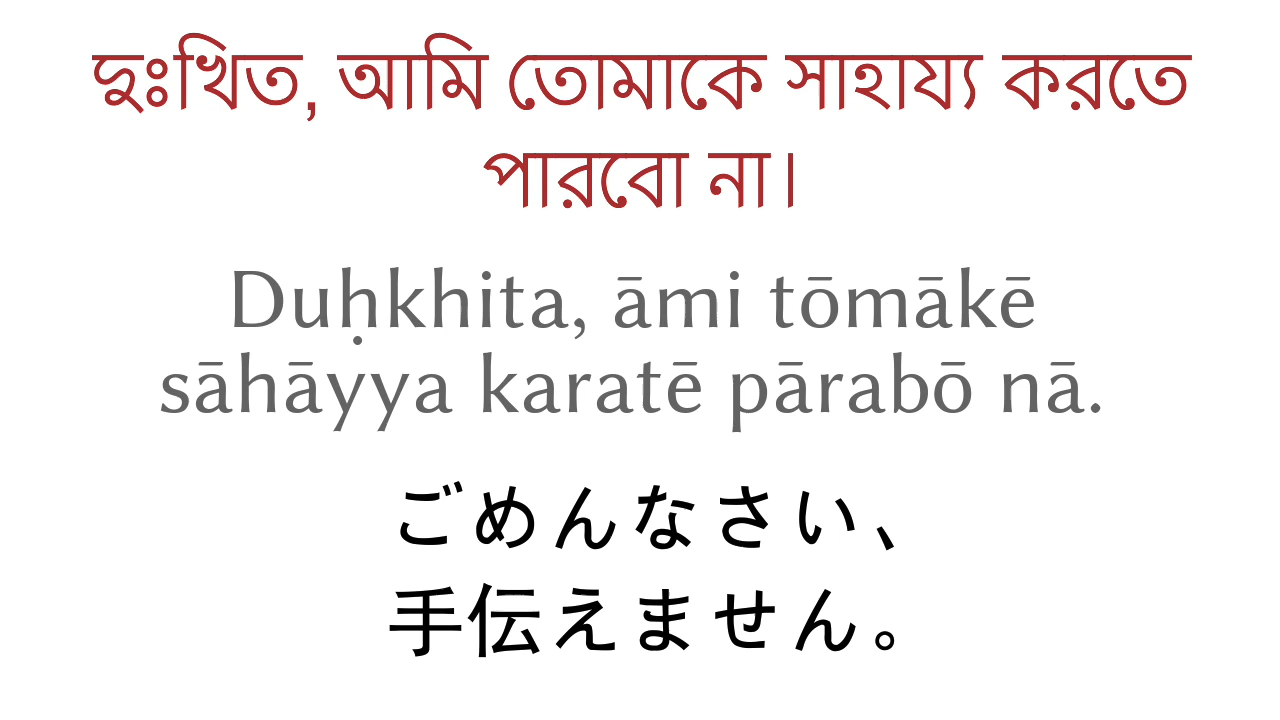 দুঃখিত, আমি তোমাকে সাহায্য করতে
পারবো না।
Duḥkhita, āmi tōmākē
sāhāyya karatē pārabō nā.
ごめんなさい、
手伝えません。